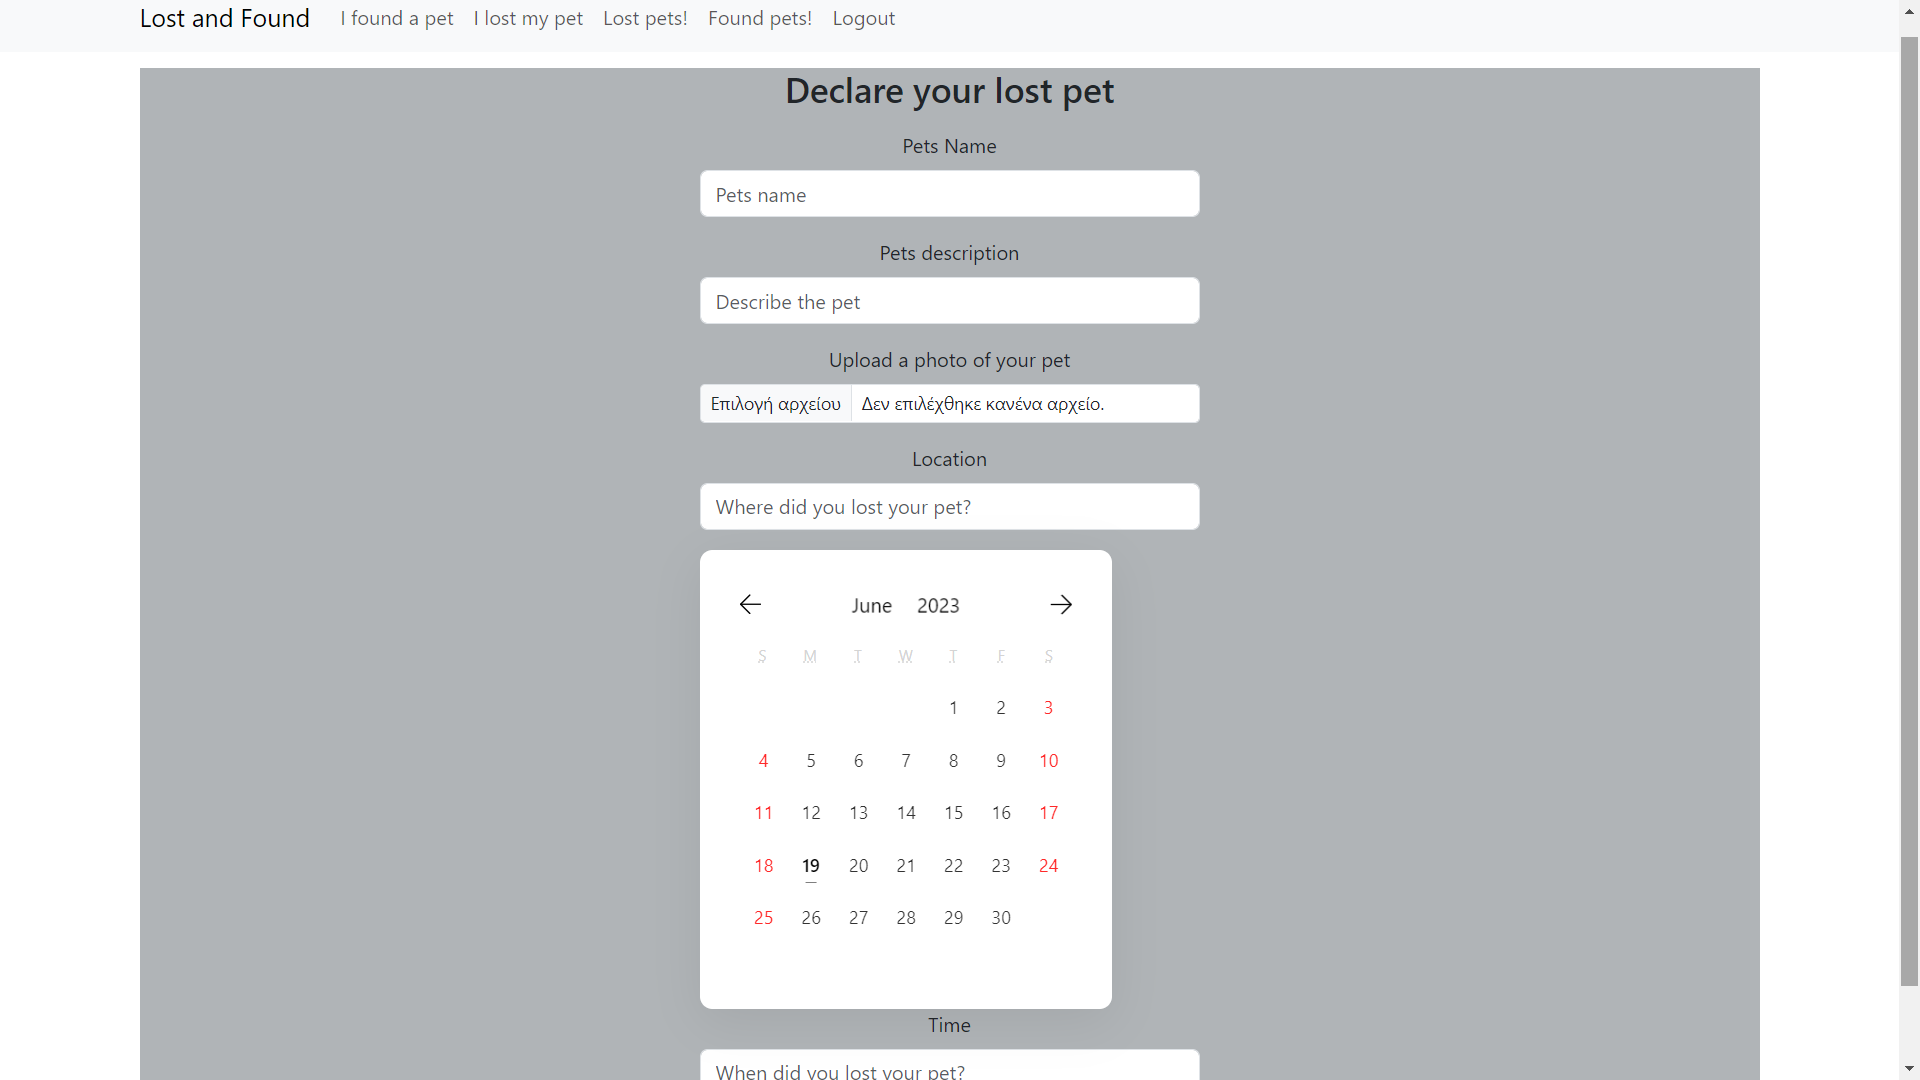 Lost and Found I found a pet I lost my pet Lost pets! Found pets! Logout
Declare your lost pet
Pets Name
Pets name
Pets description
Describe the pet
Upload a photo of your pet
Επιλογή αρχείου Δεν επιλέχθηκε κανένα αρχείο.
Location
Where did you lost your pet?
June 2023
S M T W T F S
1 2 3
4 5 6 7 8 9 10
11 12 13 14 15 16 17
18 19 20 21 22 23 24
25 26 27 28 29 30
Time
When did you lost your pet?